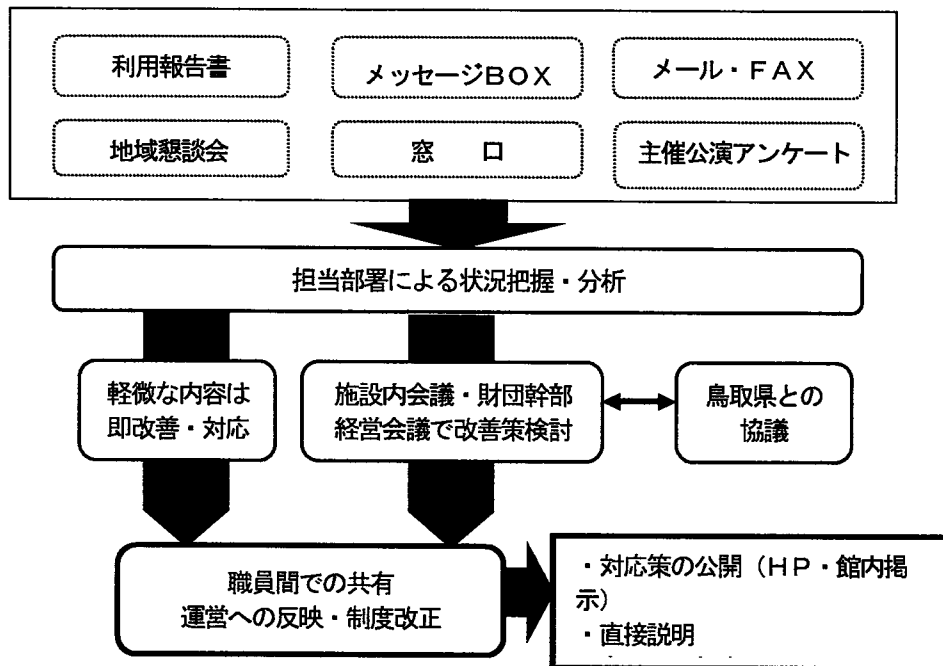 利用報告書
メッセージBOX
メール・FAX
地域懇談会
窓　口
主催公演アンケート
担当部署による状況把握・分析
軽微な内容は
即改善・対応
施設内会議・財団幹部
経営会議で改善策検討
鳥取県との
協議
職員間での共有
運営への反映・制度改正
・対応策の公開（HP・館内掲
示）
・直接説明